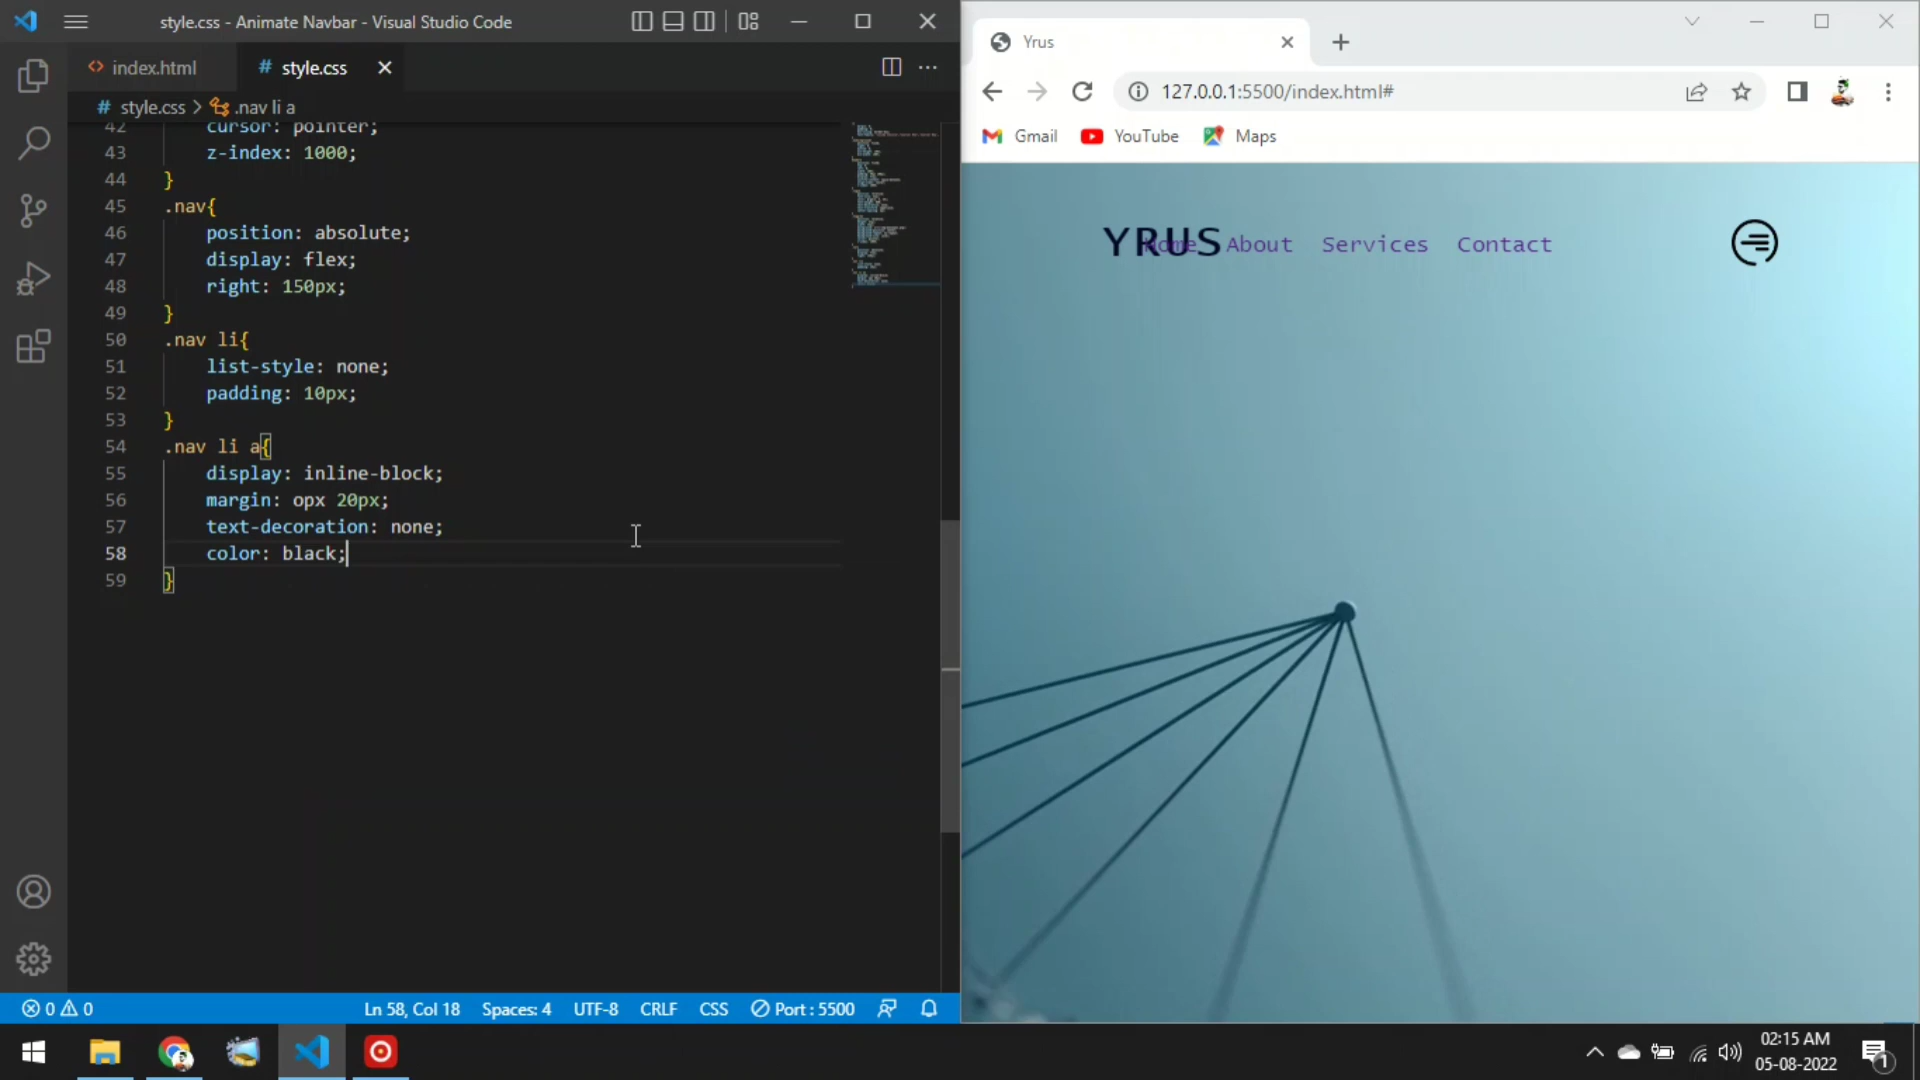 style.css - Animate Navbar - Visual Studio Code
index.html
# style.css
# style.css > .nav li a
42 cursor: pointer;
43 z-index: 1000;
44 }
45 .nav{
46 position: absolute;
47 display: flex;
48 right: 150px;
49 }
50 .nav li{
51 list-style: none;
52 padding: 10px;
53 }
54 .nav li a{
55 display: inline-block;
56 margin: opx 20px;
57 text-decoration: none;
58 color: black;
59 }
0 0
Ln 58, Col 18 Spaces: 4 UTF-8 CRLF CSS Port : 5500
Yrus
127.0.0.1:5500/index.html#
Gmail YouTube Maps
YRUS Home About Services Contact
02:15 AM
05-08-2022
1